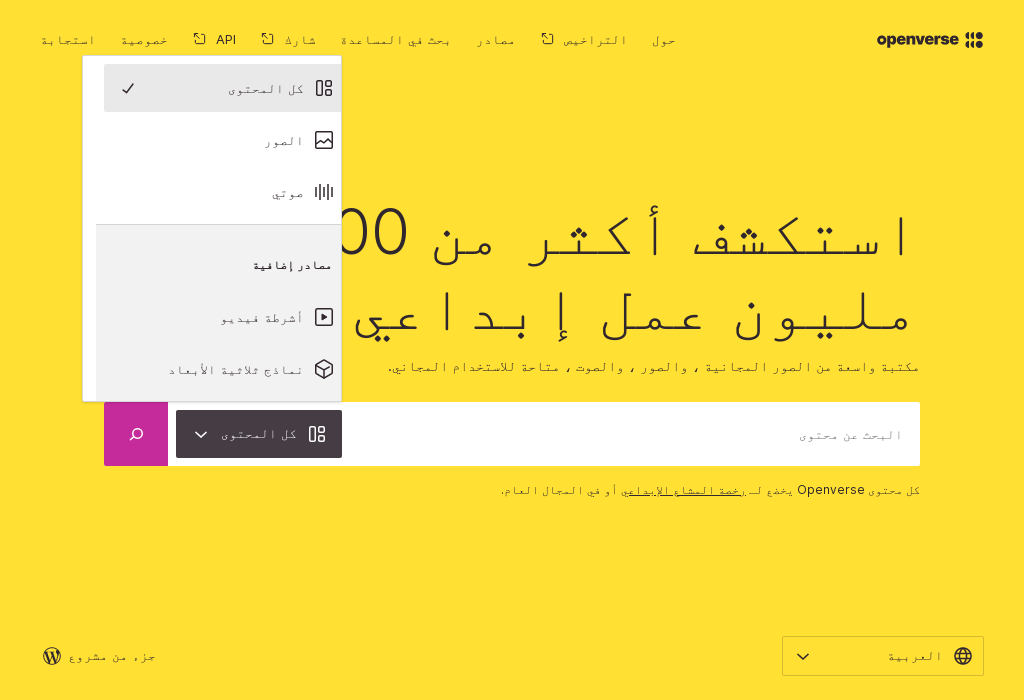 openverse
حول
التراخيص
مصادر
بحث في المساعدة
شارك
API
خصوصية
استجابة
كل المحتوى
الصور
صوتي
مصادر إضافية
أشرطة فيديو
نماذج ثلاثية الأبعاد
استكشف أكثر من 00
مليون عمل إبداعي
مكتبة واسعة من الصور المجانية ، والصور ، والصوت ، متاحة للاستخدام المجاني.
البحث عن محتوى
كل المحتوى
كل محتوى Openverse يخضع لـ رخصة المشاع الإبداعي أو في المجال العام.
العربية
جزء من مشروع